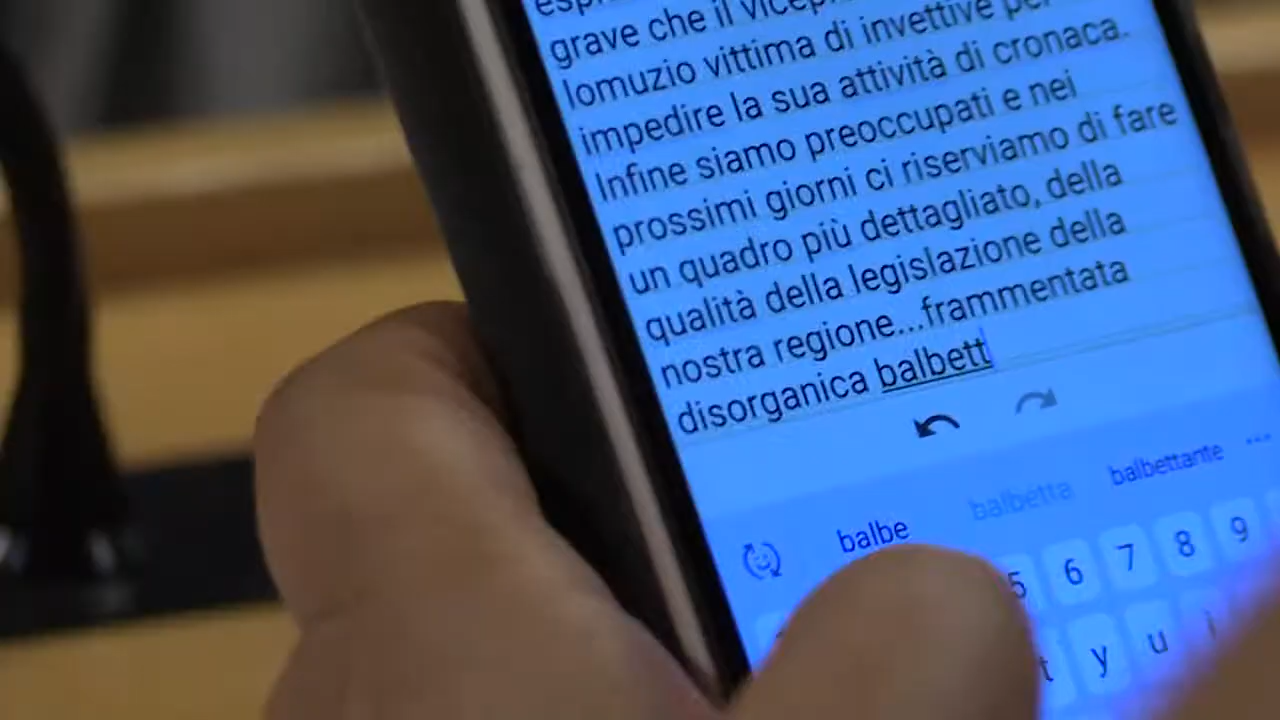 grave che il
lomuzio vittima di invettive per
impedire la sua attività di cronaca.
Infine siamo preoccupati e nei
prossimi giorni ci riserviamo di fare
un quadro più dettagliato, della
qualità della legislazione della
nostra regione...frammentata
disorganica balbett
balbe balbetta balbettante ...
5 6 7 8 9
t y u i